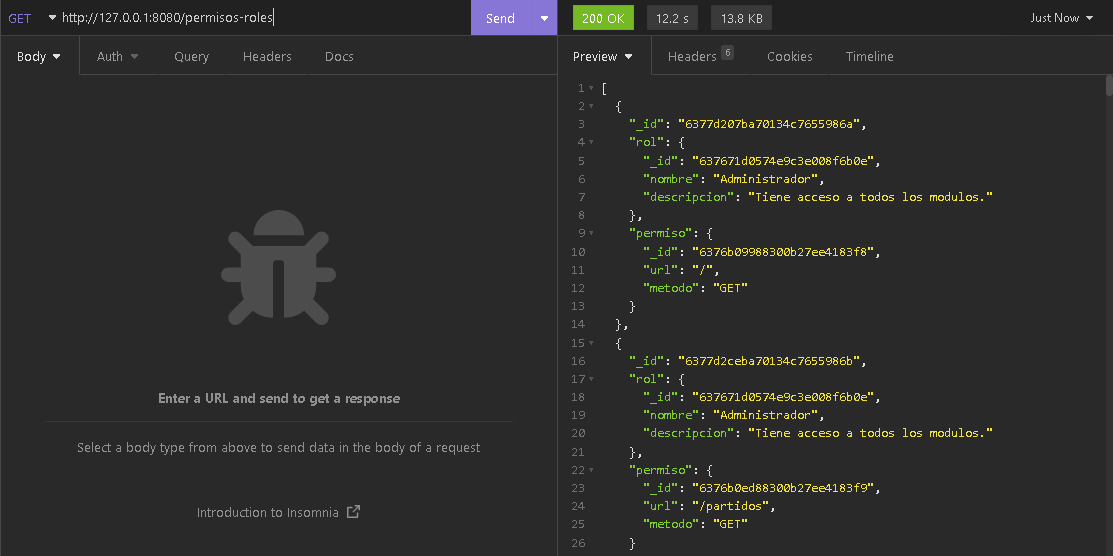 GET http://127.0.0.1:8080/permisos-roles Send 200 OK 12.2 s 13.8 KB Just Now
Body Auth Query Headers Docs Preview Headers 6 Cookies Timeline
Enter a URL and send to get a response
Select a body type from above to send data in the body of a request
Introduction to Insomnia
1 [
2 {
3 "_id": "6377d207ba70134c7655986a",
4 "rol": {
5 "_id": "637671d0574e9c3e008f6b0e",
6 "nombre": "Administrador",
7 "descripcion": "Tiene acceso a todos los modulos."
8 },
9 "permiso": {
10 "_id": "6376b09988300b27ee4183f8",
11 "url": "/",
12 "metodo": "GET"
13 }
14 },
15 {
16 "_id": "6377d2ceba70134c7655986b",
17 "rol": {
18 "_id": "637671d0574e9c3e008f6b0e",
19 "nombre": "Administrador",
20 "descripcion": "Tiene acceso a todos los modulos."
21 },
22 "permiso": {
23 "_id": "6376b0ed88300b27ee4183f9",
24 "url": "/partidos",
25 "metodo": "GET"
26 }